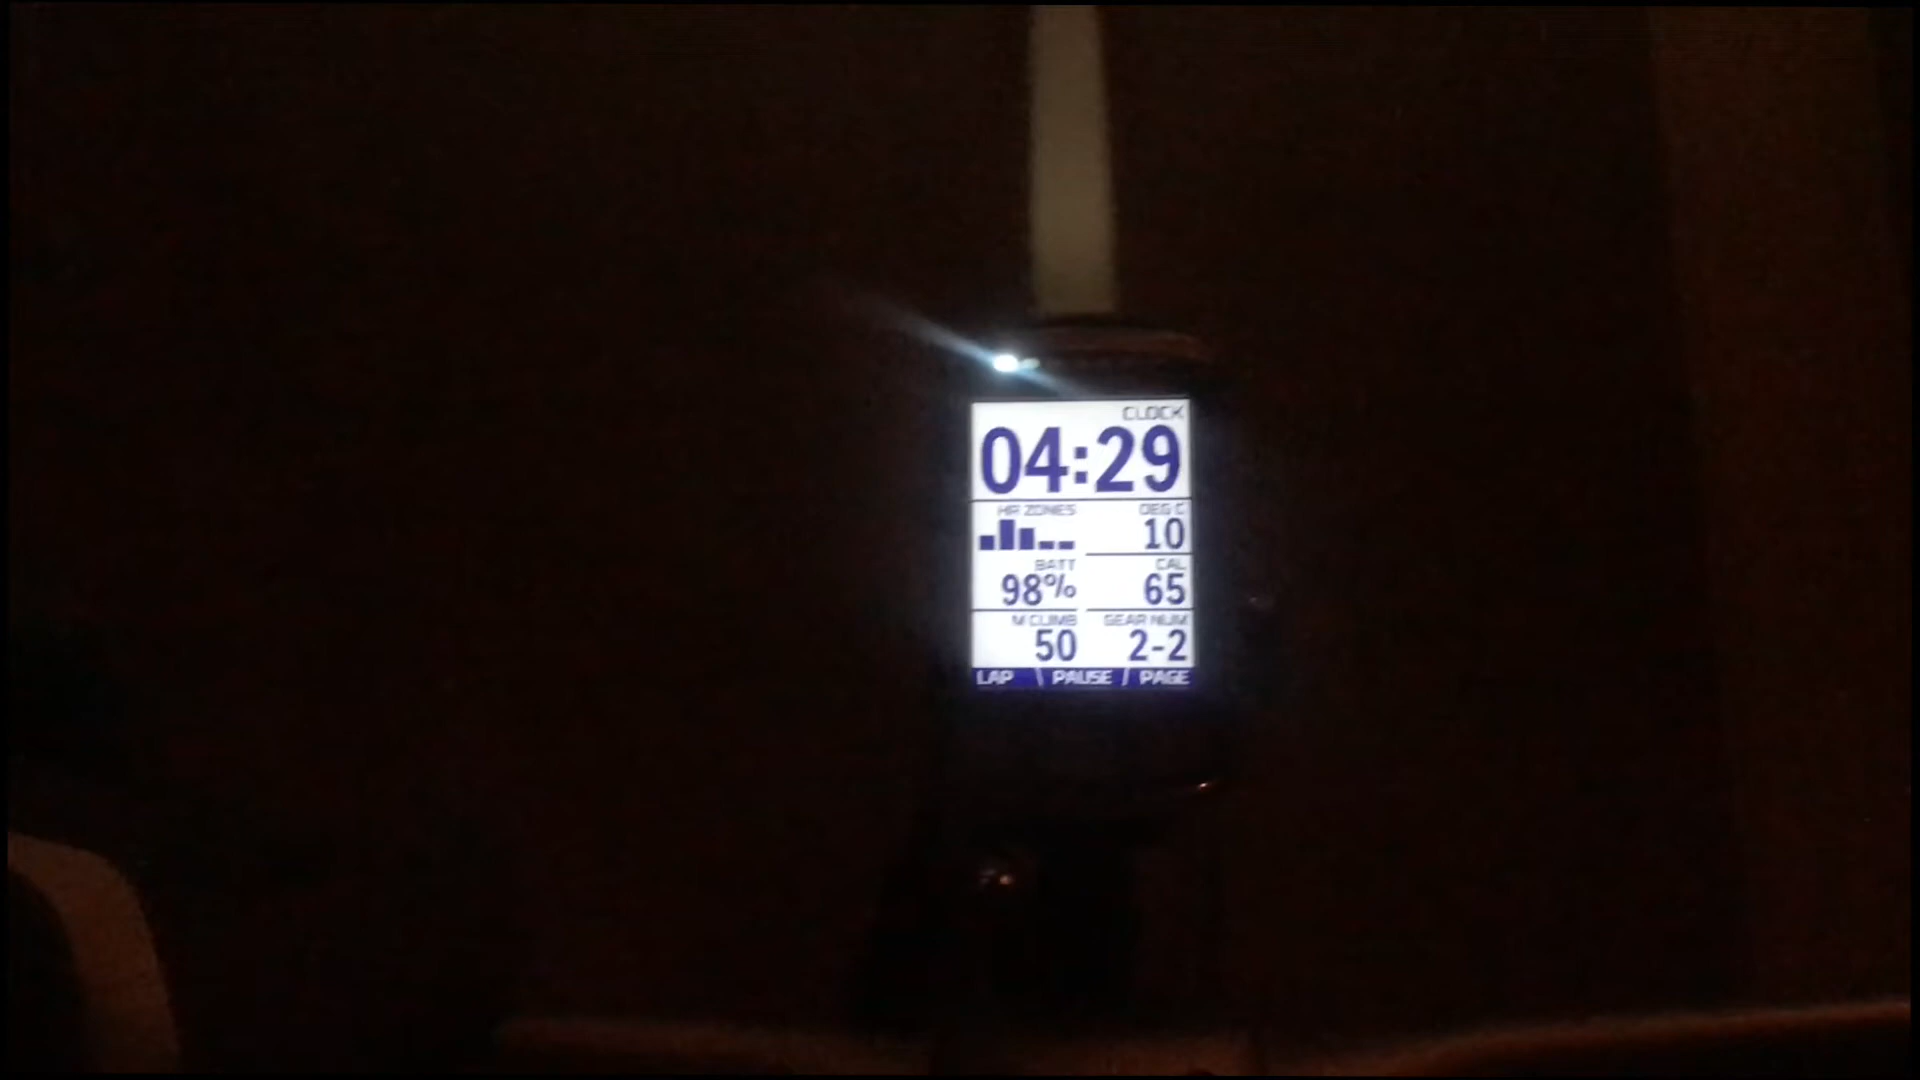 CLOCK
04:29
HR ZONES
DEG C
10
BATT
98%
CAL
65
M CLIMB
50
GEAR NUM
2-2
LAP \ PAUSE / PAGE